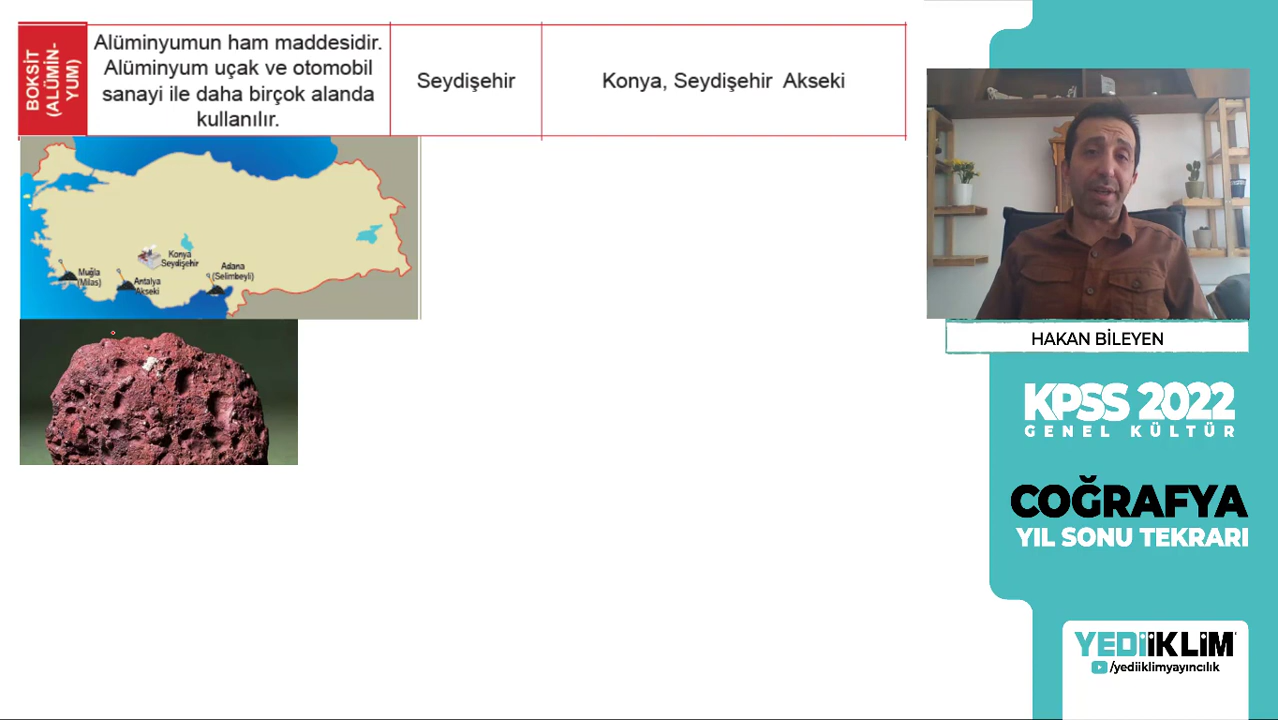 BOKSİT
(ALÜMİN-
YUM)
Alüminyumun ham maddesidir.
Alüminyum uçak ve otomobil
sanayi ile daha birçok alanda
kullanılır.
Seydişehir
Konya, Seydişehir Akseki
Muğla
(Milas)
Antalya
Akseki
Konya
Seydişehir
Adana
(Selimbeyli)
HAKAN BİLEYEN
KPSS 2022
GENEL KÜLTÜR
COĞRAFYA
YIL SONU TEKRARI
YEDİİKLİM
/yediiklimyayıncılık